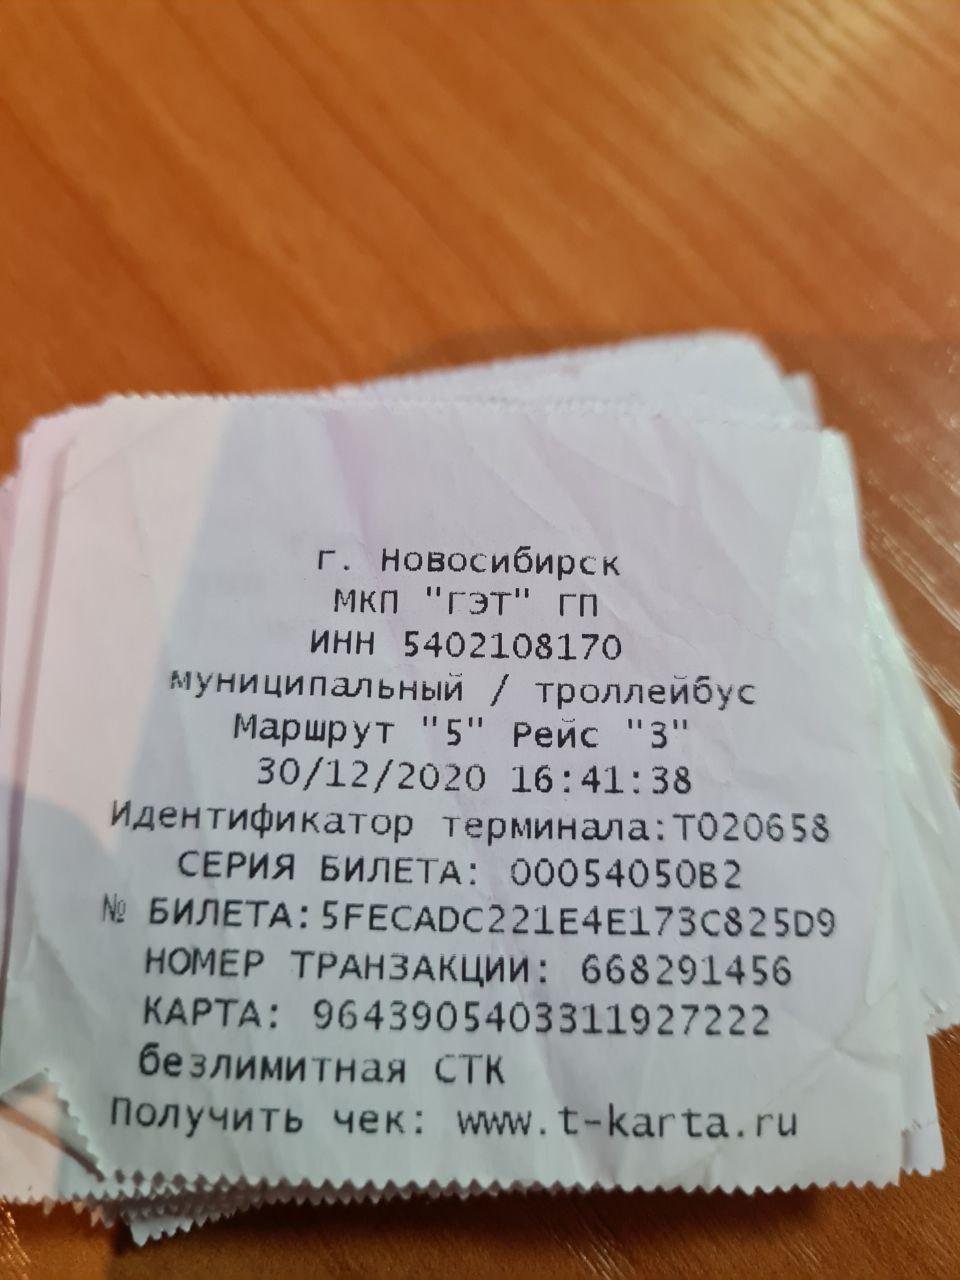 г. Новосибирск
МКП "ГЭТ" ГП
ИНН 5402108170
муниципальный / троллейбус
Маршрут "5" Рейс "3"
30/12/2020 16:41:38
Идентификатор терминала:T020658
СЕРИЯ БИЛЕТА: 00054050B2
№ БИЛЕТА:5FECADC221E4E173C825D9
НОМЕР ТРАНЗАКЦИИ: 668291456
КАРТА: 9643905403311927222
безлимитная СТК
Получить чек: www.t-karta.ru